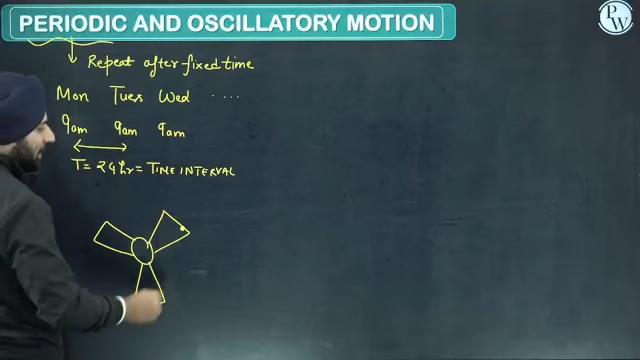 PERIODIC AND OSCILLATORY MOTION
PW
Repeat after fixed time
Mon Tues Wed ....
9am 9am 9am
T = 24 hr = TIME INTERVAL